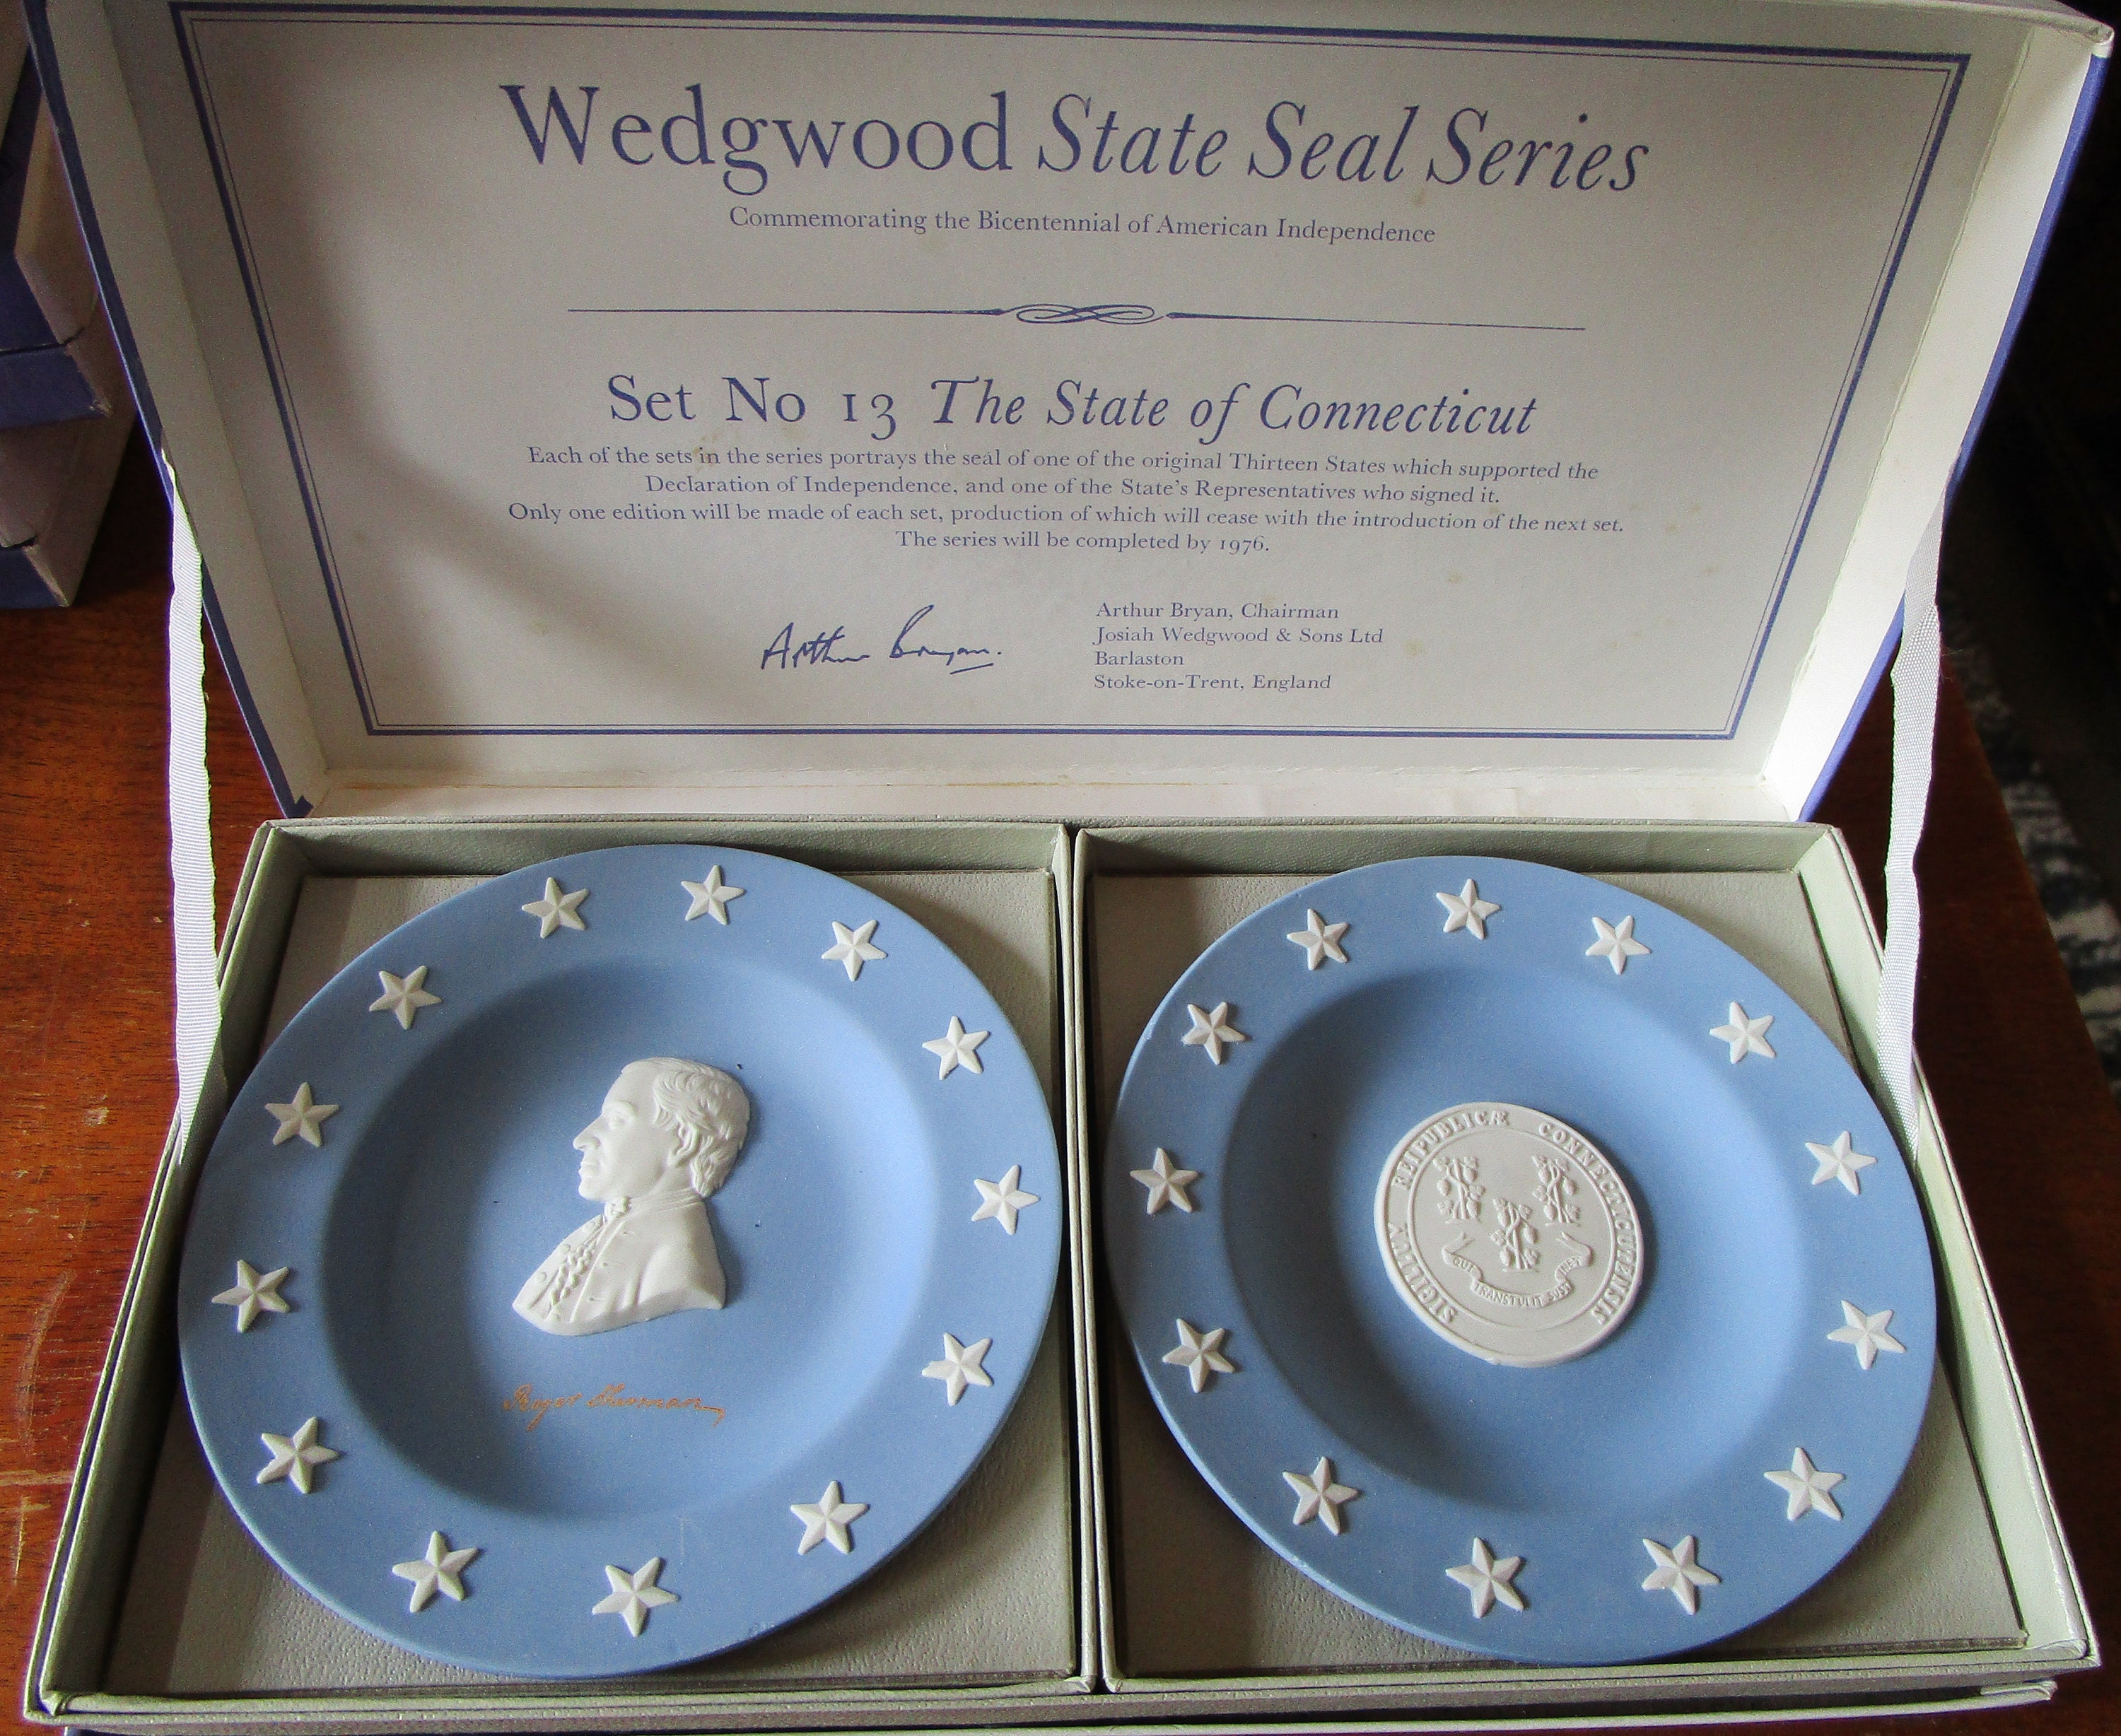 Wedgwood State Seal Series
Commemorating the Bicentennial of American Independence
Set No 13 The State of Connecticut
Each of the sets in the series portrays the seal of one of the original Thirteen States which supported the
Declaration of Independence, and one of the State's Representatives who signed it.
Only one edition will be made of each set, production of which will cease with the introduction of the next set.
The series will be completed by 1976.
Arthur Bryan.
Arthur Bryan, Chairman
Josiah Wedgwood & Sons Ltd
Barlaston
Stoke-on-Trent, England
Roger Sherman
SIGILLUM REIPUBLICÆ CONNECTICUTENSIS
QUI TRANSTULIT SUSTINET